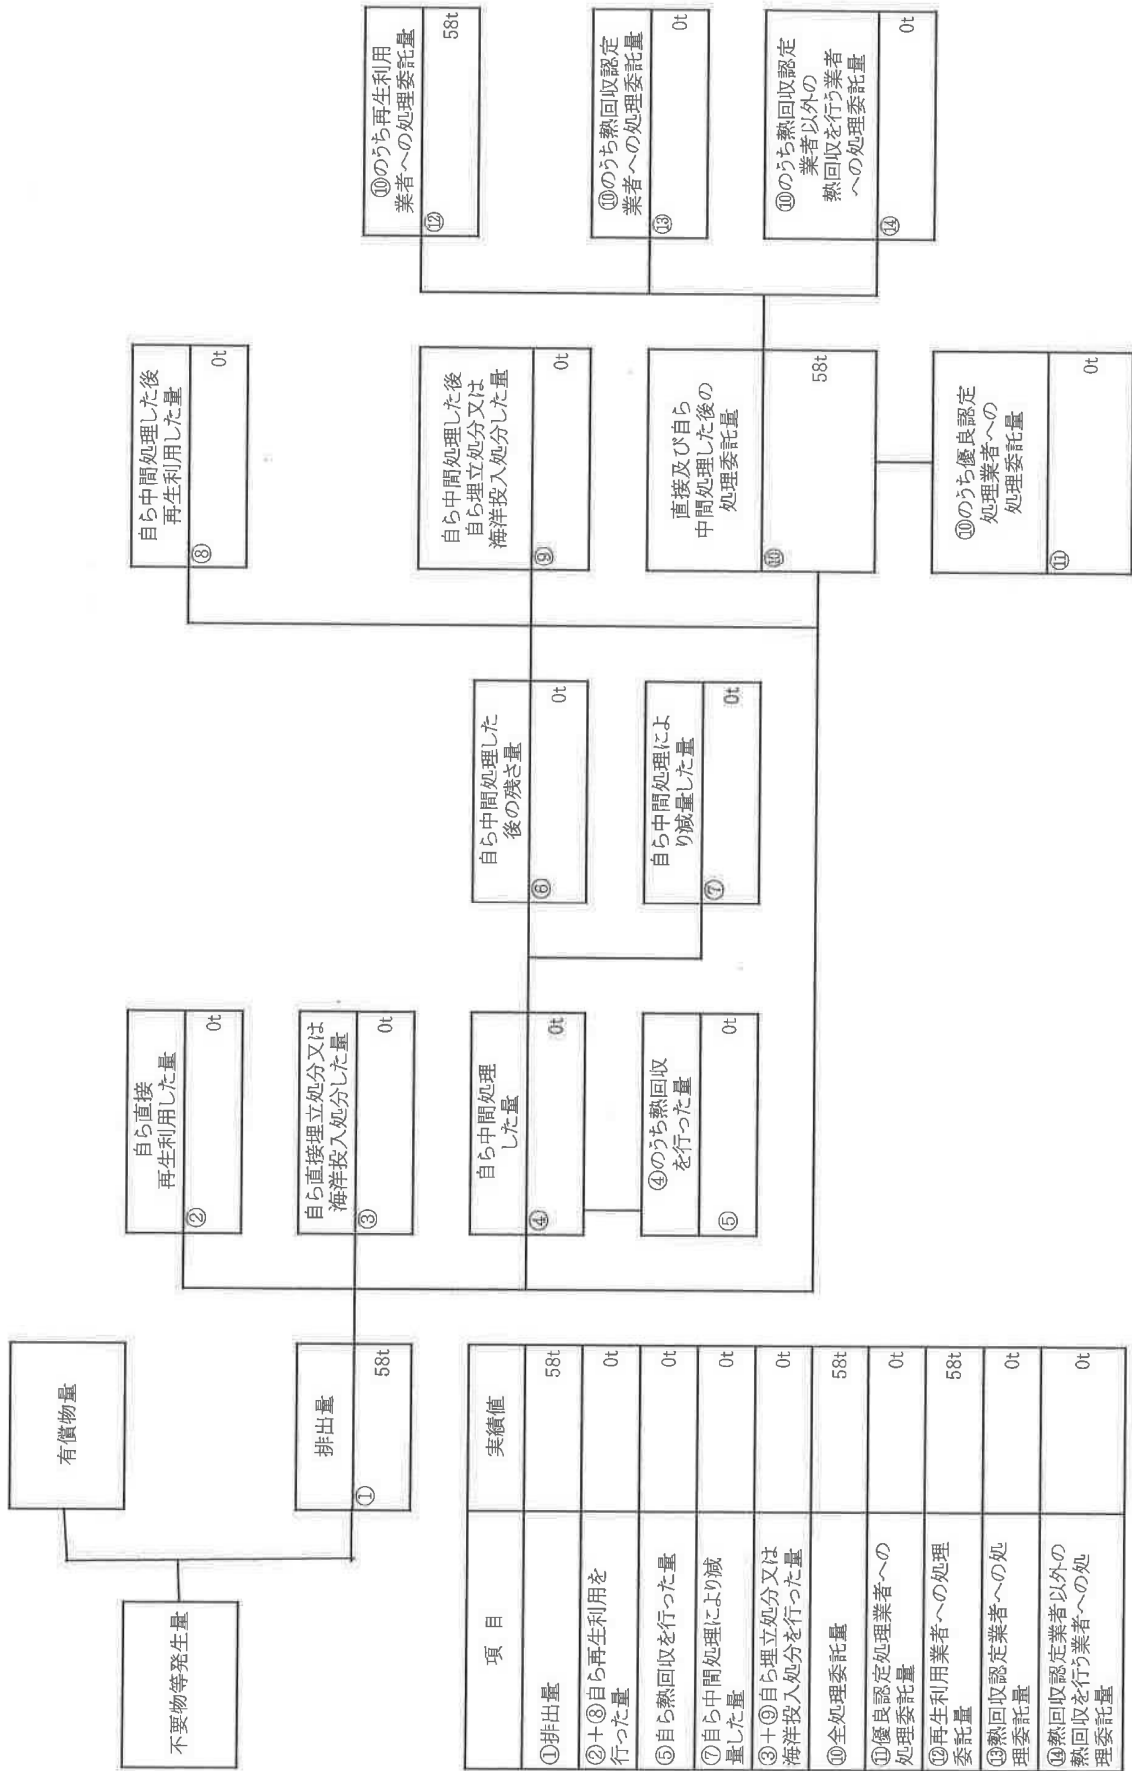 不要物等発生量
有償物量
排出量
①
58t
自ら直接
再生利用した量
②
0t
自ら直接埋立処分又は
海洋投入処分した量
③
0t
自ら中間処理
した量
④
0t
④のうち熱回収
を行った量
⑤
0t
自ら中間処理した
後の残さ量
⑥
0t
自ら中間処理によ
り減量した量
⑦
0t
自ら中間処理した後
再生利用した量
⑧
0t
自ら中間処理した後
自ら埋立処分又は
海洋投入処分した量
⑨
0t
直接及び自ら
中間処理した後の
処理委託量
⑩
58t
⑩のうち優良認定
処理業者への
処理委託量
⑪
0t
⑩のうち再生利用
業者への処理委託量
⑫
58t
⑩のうち熱回収認定
業者への処理委託量
⑬
0t
⑩のうち熱回収認定
業者以外の
熱回収を行う業者
への処理委託量
⑭
0t
項 目 実績値
①排出量 58t
②+⑧自ら再生利用を
行った量 0t
⑤自ら熱回収を行った量 0t
⑦自ら中間処理により減
量した量 0t
③+⑨自ら埋立処分又は
海洋投入処分を行った量 0t
⑩全処理委託量 58t
⑪優良認定処理業者への
処理委託量 0t
⑫再生利用業者への処理
委託量 58t
⑬熱回収認定業者への処
理委託量 0t
⑭熱回収認定業者以外の
熱回収を行う業者への処
理委託量 0t